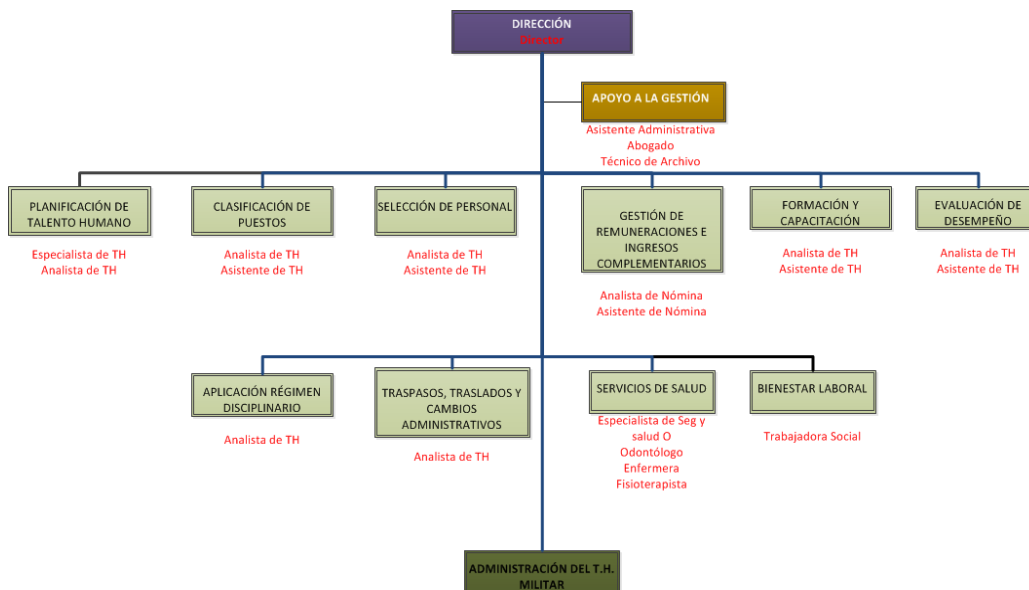 DIRECCIÓN
Director
APOYO A LA GESTIÓN
Asistente Administrativa
Abogado
Técnico de Archivo
PLANIFICACIÓN DE
TALENTO HUMANO
Especialista de TH
Analista de TH
CLASIFICACIÓN DE
PUESTOS
Analista de TH
Asistente de TH
SELECCIÓN DE PERSONAL
Analista de TH
Asistente de TH
GESTIÓN DE
REMUNERACIONES E
INGRESOS
COMPLEMENTARIOS
Analista de Nómina
Asistente de Nómina
FORMACIÓN Y
CAPACITACIÓN
Analista de TH
Asistente de TH
EVALUACIÓN DE
DESEMPEÑO
Analista de TH
Asistente de TH
APLICACIÓN RÉGIMEN
DISCIPLINARIO
Analista de TH
TRASPASOS, TRASLADOS Y
CAMBIOS
ADMINISTRATIVOS
Analista de TH
SERVICIOS DE SALUD
Especialista de Seg y
salud O
Odontólogo
Enfermera
Fisioterapista
BIENESTAR LABORAL
Trabajadora Social
ADMINISTRACIÓN DEL T.H.
MILITAR